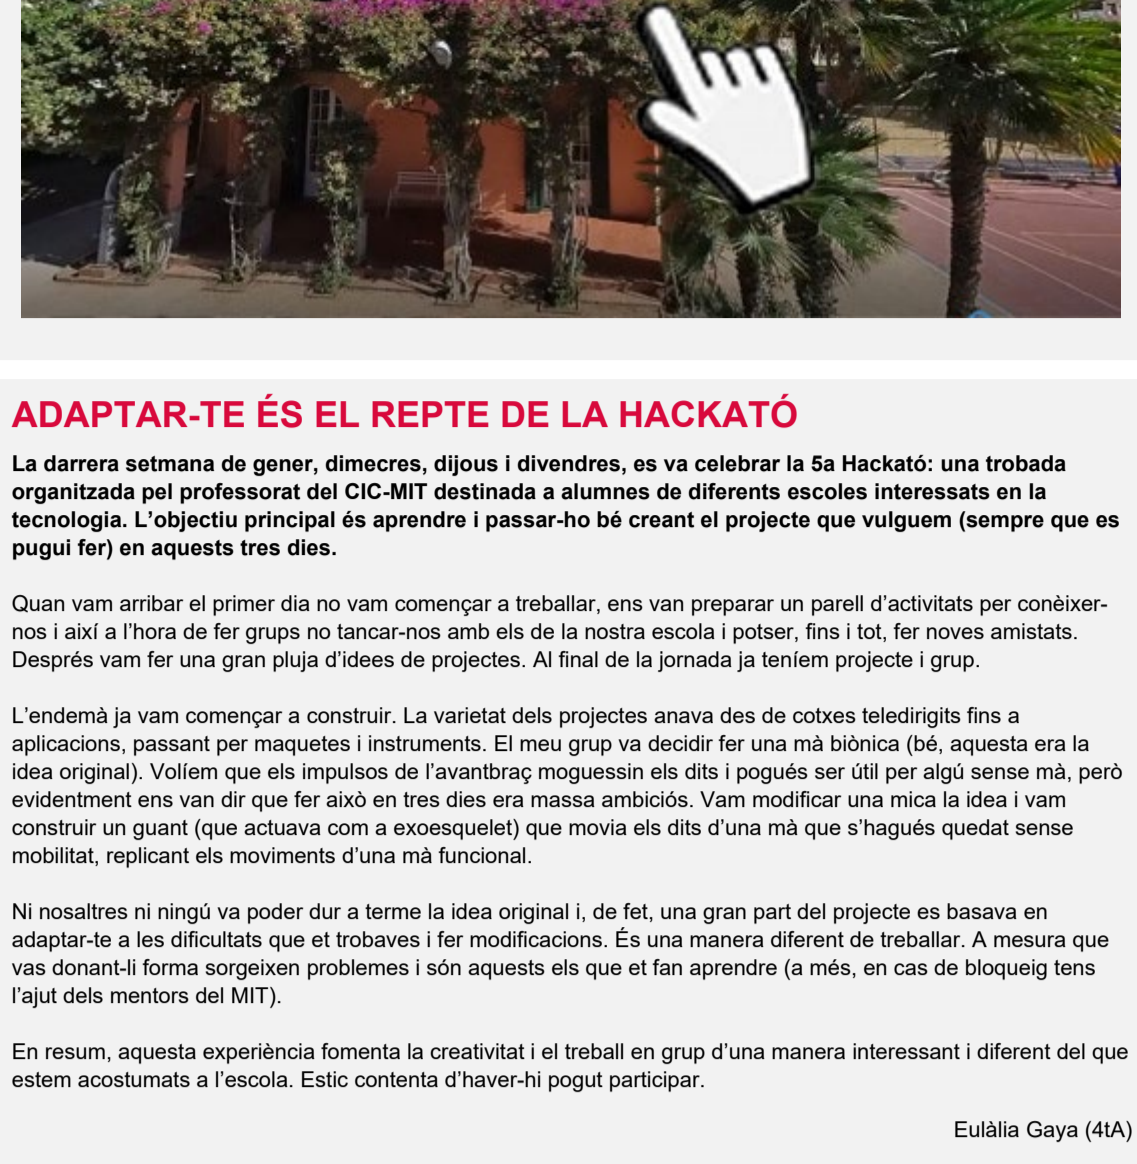 ADAPTAR-TE ÉS EL REPTE DE LA HACKATÓ
La darrera setmana de gener, dimecres, dijous i divendres, es va celebrar la 5a Hackató: una trobada
organitzada pel professorat del CIC-MIT destinada a alumnes de diferents escoles interessats en la
tecnologia. L’objectiu principal és aprendre i passar-ho bé creant el projecte que vulguem (sempre que es
pugui fer) en aquests tres dies.
Quan vam arribar el primer dia no vam començar a treballar, ens van preparar un parell d’activitats per conèixer-
nos i així a l’hora de fer grups no tancar-nos amb els de la nostra escola i potser, fins i tot, fer noves amistats.
Després vam fer una gran pluja d’idees de projectes. Al final de la jornada ja teníem projecte i grup.
L’endemà ja vam començar a construir. La varietat dels projectes anava des de cotxes teledirigits fins a
aplicacions, passant per maquetes i instruments. El meu grup va decidir fer una mà biònica (bé, aquesta era la
idea original). Volíem que els impulsos de l’avantbraç moguessin els dits i pogués ser útil per algú sense mà, però
evidentment ens van dir que fer això en tres dies era massa ambiciós. Vam modificar una mica la idea i vam
construir un guant (que actuava com a exoesquelet) que movia els dits d’una mà que s’hagués quedat sense
mobilitat, replicant els moviments d’una mà funcional.
Ni nosaltres ni ningú va poder dur a terme la idea original i, de fet, una gran part del projecte es basava en
adaptar-te a les dificultats que et trobaves i fer modificacions. És una manera diferent de treballar. A mesura que
vas donant-li forma sorgeixen problemes i són aquests els que et fan aprendre (a més, en cas de bloqueig tens
l’ajut dels mentors del MIT).
En resum, aquesta experiència fomenta la creativitat i el treball en grup d’una manera interessant i diferent del que
estem acostumats a l’escola. Estic contenta d’haver-hi pogut participar.
Eulàlia Gaya (4tA)